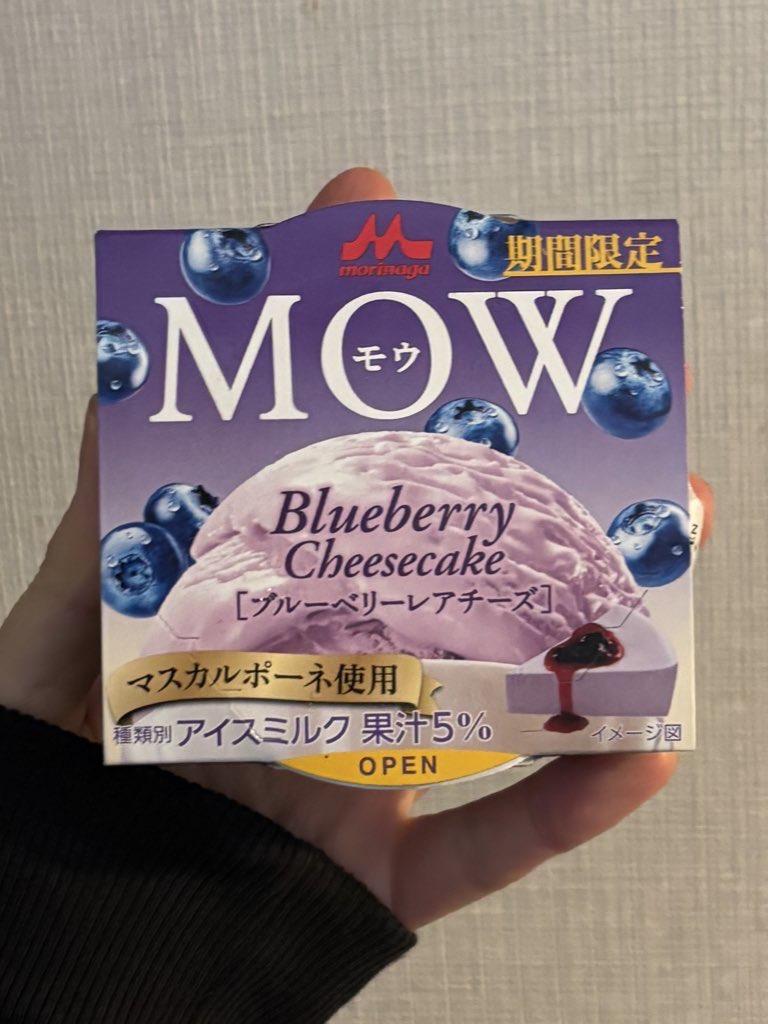 morinaga
期間限定
MOW
モウ
Blueberry
Cheesecake
[ブルーベリーレアチーズ]
マスカルポーネ使用
種類別 アイスミルク 果汁5%
イメージ図
OPEN